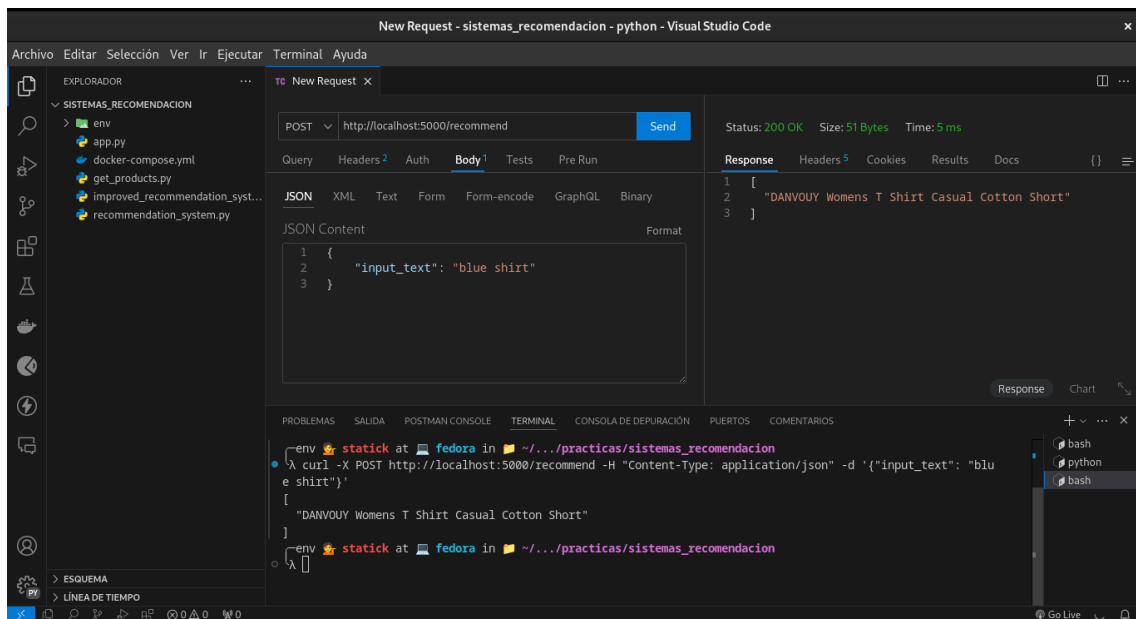 New Request - sistemas_recomendacion - python - Visual Studio Code
Archivo Editar Selección Ver Ir Ejecutar Terminal Ayuda
EXPLORADOR
SISTEMAS_RECOMENDACION
env
app.py
docker-compose.yml
get_products.py
improved_recommendation_syst...
recommendation_system.py
ESQUEMA
LÍNEA DE TIEMPO
TC New Request
POST http://localhost:5000/recommend Send
Query Headers 2 Auth Body 1 Tests Pre Run
JSON XML Text Form Form-encode GraphQL Binary
JSON Content Format
1 {
2 "input_text": "blue shirt"
3 }
Status: 200 OK Size: 51 Bytes Time: 5 ms
Response Headers 5 Cookies Results Docs {}
1 [
2 "DANVOUY Womens T Shirt Casual Cotton Short"
3 ]
Response Chart
PROBLEMAS SALIDA POSTMAN CONSOLE TERMINAL CONSOLA DE DEPURACIÓN PUERTOS COMENTARIOS
env statick at fedora in ~/.../practicas/sistemas_recomendacion
λ curl -X POST http://localhost:5000/recommend -H "Content-Type: application/json" -d '{"input_text": "blu
e shirt"}'
[
"DANVOUY Womens T Shirt Casual Cotton Short"
]
env statick at fedora in ~/.../practicas/sistemas_recomendacion
λ
bash
python
bash
PY
0 0 0
Go Live